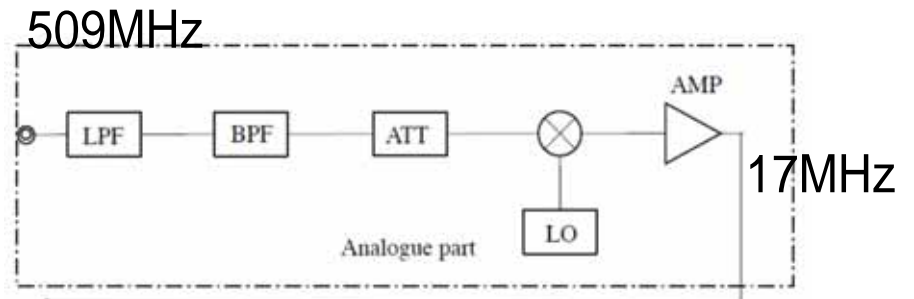 509MHz
AMP
LPF
BPF
ATT
17MHz
LO
Analogue part